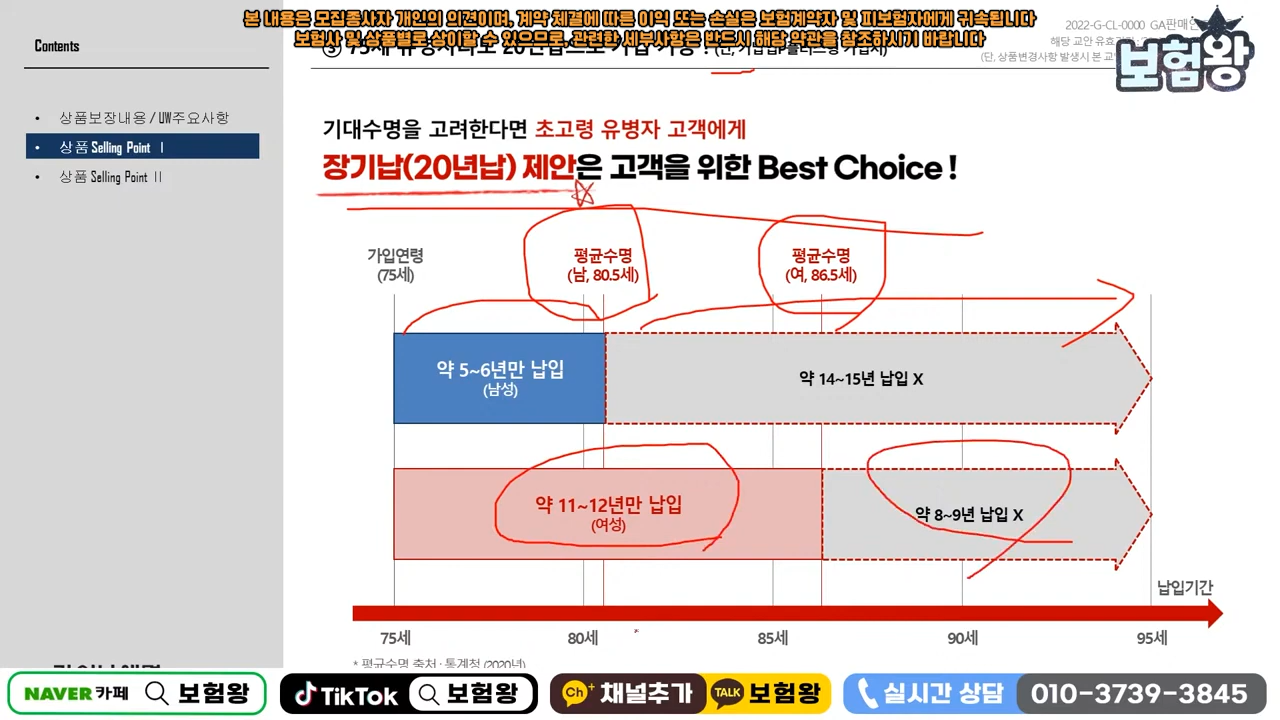 본 내용은 모집종사자 개인의 의견이며, 계약 체결에 따른 이익 또는 손실은 보험계약자 및 피보험자에게 귀속됩니다
보험사 및 상품별로 상이할 수 있으므로, 관련한 세부사항은 반드시 해당 약관을 참조하시기 바랍니다
2022-G-CL-0000 GA판매
해당 교안 유효기간
(단, 상품변경사항 발생시 본 교
보험왕
Contents
• 상품보장내용 / UW주요사항
• 상품 Selling Point Ⅰ
• 상품 Selling Point Ⅱ
기대수명을 고려한다면 초고령 유병자 고객에게
장기납(20년납) 제안은 고객을 위한 Best Choice !
가입연령
(75세)
평균수명
(남, 80.5세)
평균수명
(여, 86.5세)
약 5~6년만 납입
(남성)
약 14~15년 납입 X
약 11~12년만 납입
(여성)
약 8~9년 납입 X
납입기간
75세 80세 85세 90세 95세
* 평균수명 출처 : 통계청 (2020년)
NAVER 카페 보험왕
TikTok 보험왕
Ch+ 채널추가 TALK 보험왕
실시간 상담 010-3739-3845